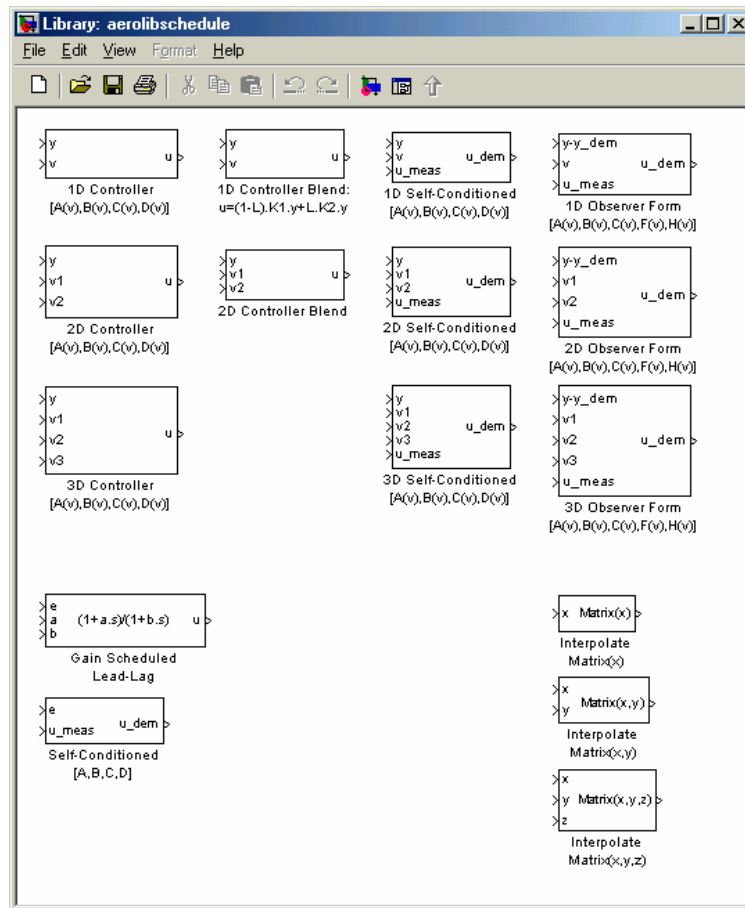 Library: aerolibschedule
File Edit View Format Help
y
v
u
1D Controller
[A(v),B(v),C(v),D(v)]
y
v
u
1D Controller Blend:
u=(1-L).K1.y+L.K2.y
y
v
u_meas
u_dem
1D Self-Conditioned
[A(v),B(v),C(v),D(v)]
y-y_dem
v
u_meas
u_dem
1D Observer Form
[A(v),B(v),C(v),F(v),H(v)]
y
v1
v2
u
2D Controller
[A(v),B(v),C(v),D(v)]
y
v1
v2
u
2D Controller Blend
y
v1
v2
u_meas
u_dem
2D Self-Conditioned
[A(v),B(v),C(v),D(v)]
y-y_dem
v1
v2
u_meas
u_dem
2D Observer Form
[A(v),B(v),C(v),F(v),H(v)]
y
v1
v2
v3
u
3D Controller
[A(v),B(v),C(v),D(v)]
y
v1
v2
v3
u_meas
u_dem
3D Self-Conditioned
[A(v),B(v),C(v),D(v)]
y-y_dem
v1
v2
v3
u_meas
u_dem
3D Observer Form
[A(v),B(v),C(v),F(v),H(v)]
e
a
b
(1+a.s)/(1+b.s)
u
Gain Scheduled
Lead-Lag
x
Matrix(x)
Interpolate
Matrix(x)
e
u_meas
u_dem
Self-Conditioned
[A,B,C,D]
x
y
Matrix(x,y)
Interpolate
Matrix(x,y)
x
y
z
Matrix(x,y,z)
Interpolate
Matrix(x,y,z)